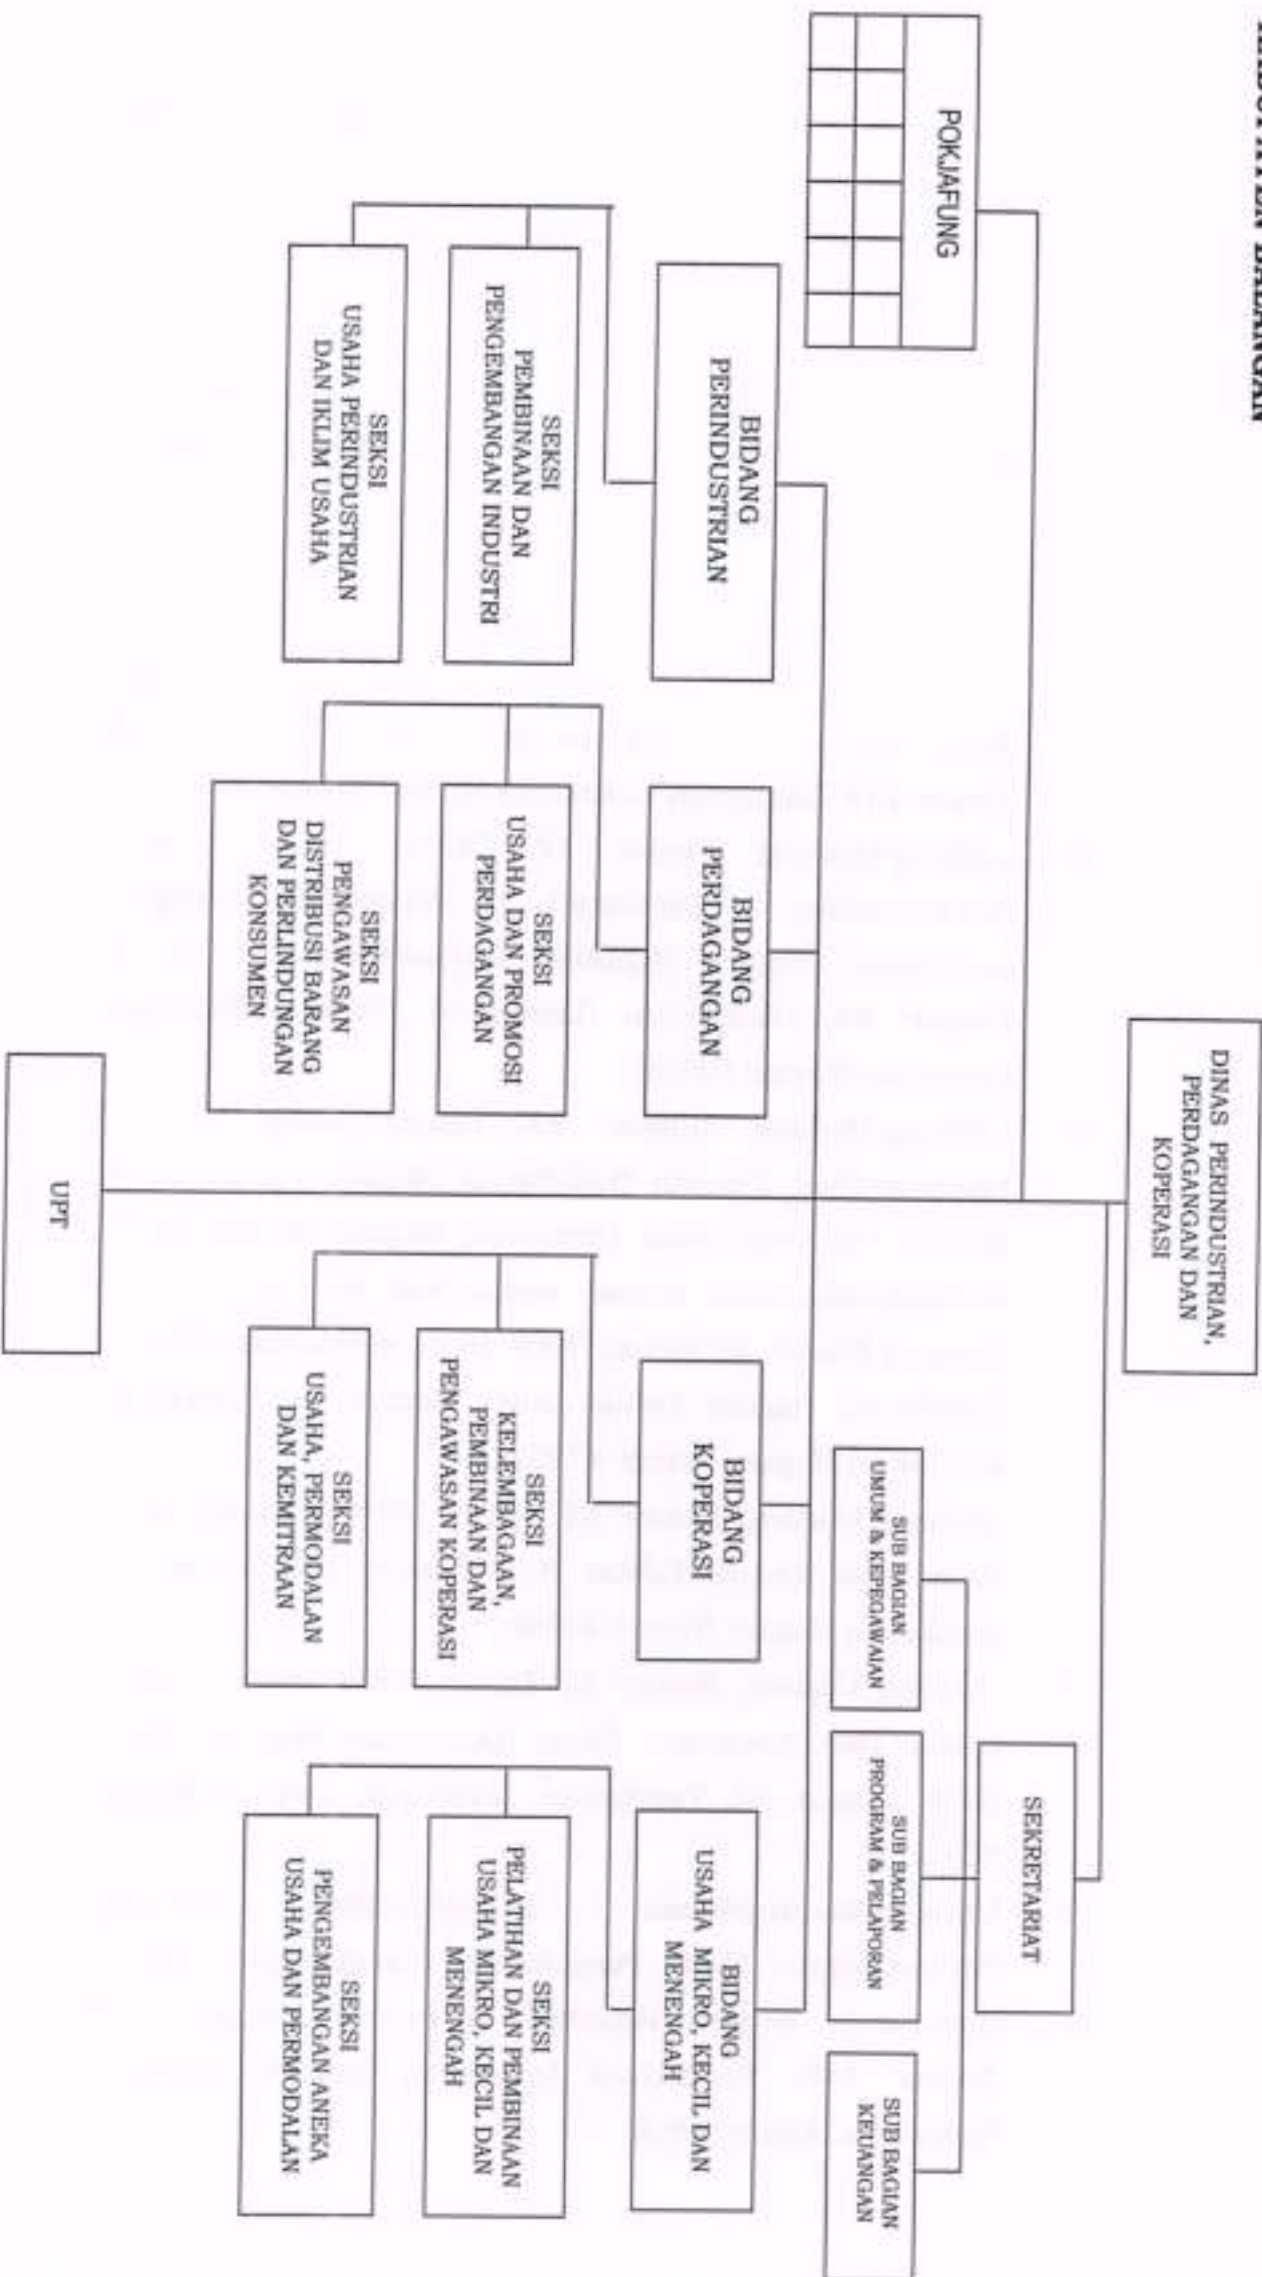 KABUPATEN BALANGAN
DINAS PERINDUSTRIAN,
PERDAGANGAN DAN
KOPERASI
POKJAFUNG
SEKRETARIAT
SUB BAGIAN
UMUM & KEPEGAWAIAN
SUB BAGIAN
PROGRAM & PELAPORAN
SUB BAGIAN
KEUANGAN
BIDANG
PERINDUSTRIAN
BIDANG
PERDAGANGAN
BIDANG
KOPERASI
BIDANG
USAHA MIKRO, KECIL DAN
MENENGAH
SEKSI
PEMBINAAN DAN
PENGEMBANGAN INDUSTRI
SEKSI
USAHA DAN PROMOSI
PERDAGANGAN
SEKSI
KELEMBAGAAN,
PEMBINAAN DAN
PENGAWASAN KOPERASI
SEKSI
PELATIHAN DAN PEMBINAAN
USAHA MIKRO, KECIL DAN
MENENGAH
SEKSI
USAHA PERINDUSTRIAN
DAN IKLIM USAHA
SEKSI
PENGAWASAN
DISTRIBUSI BARANG
DAN PERLINDUNGAN
KONSUMEN
SEKSI
USAHA, PERMODALAN
DAN KEMITRAAN
SEKSI
PENGEMBANGAN ANEKA
USAHA DAN PERMODALAN
UPT